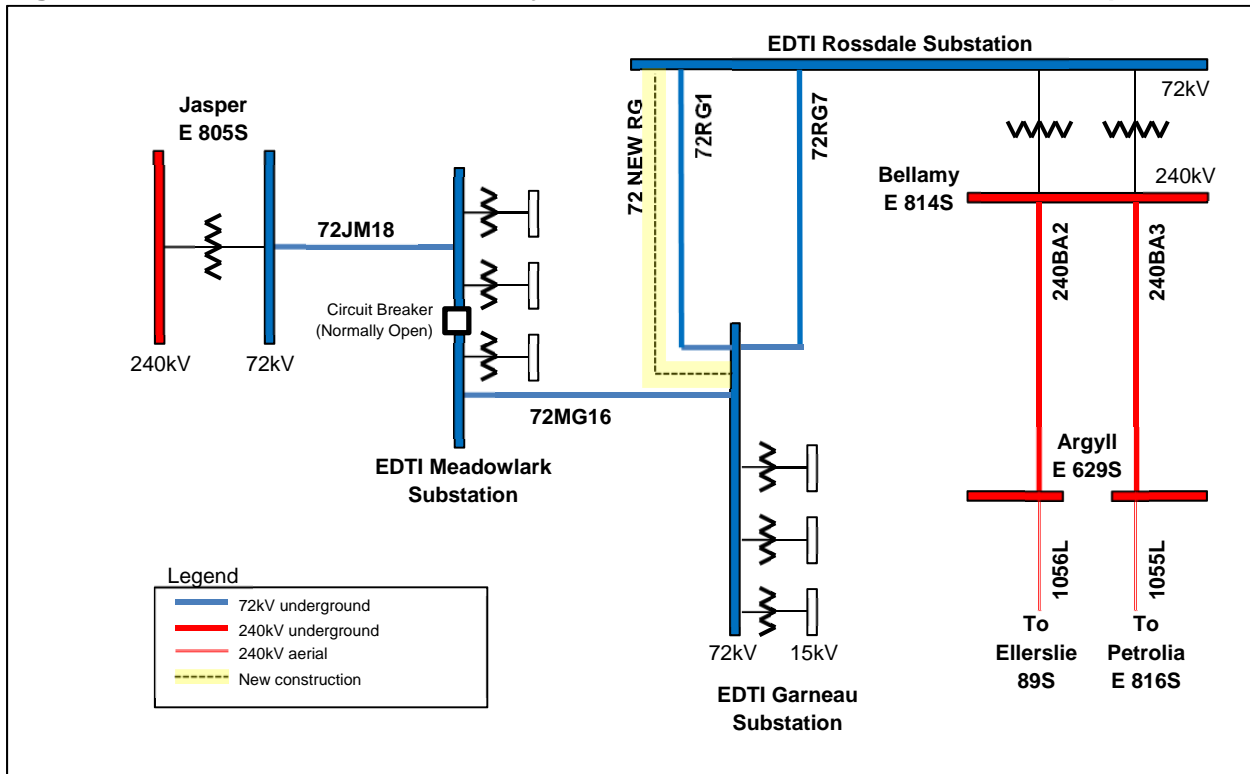 EDTI Rossdale Substation
72kV
Jasper
E 805S
72 NEW RG
72RG1
72RG7
Bellamy
E 814S
240kV
72JM18
240BA2
240BA3
Circuit Breaker
(Normally Open)
240kV
72kV
72MG16
EDTI Meadowlark
Substation
Argyll
E 629S
1056L
1055L
Legend
72kV underground
240kV underground
240kV aerial
New construction
72kV
15kV
EDTI Garneau
Substation
To
Ellerslie
89S
To
Petrolia
E 816S